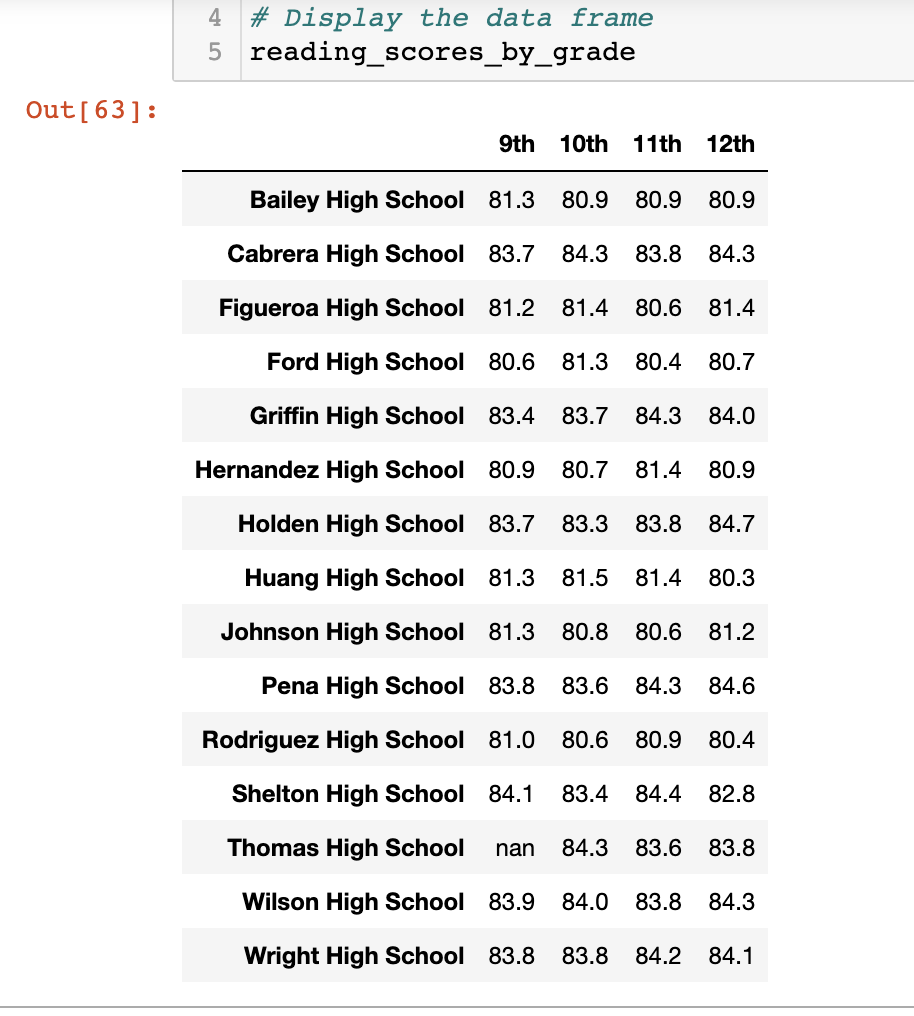 4 # Display the data frame
5 reading_scores_by_grade
Out[63]:
9th 10th 11th 12th
Bailey High School 81.3 80.9 80.9 80.9
Cabrera High School 83.7 84.3 83.8 84.3
Figueroa High School 81.2 81.4 80.6 81.4
Ford High School 80.6 81.3 80.4 80.7
Griffin High School 83.4 83.7 84.3 84.0
Hernandez High School 80.9 80.7 81.4 80.9
Holden High School 83.7 83.3 83.8 84.7
Huang High School 81.3 81.5 81.4 80.3
Johnson High School 81.3 80.8 80.6 81.2
Pena High School 83.8 83.6 84.3 84.6
Rodriguez High School 81.0 80.6 80.9 80.4
Shelton High School 84.1 83.4 84.4 82.8
Thomas High School nan 84.3 83.6 83.8
Wilson High School 83.9 84.0 83.8 84.3
Wright High School 83.8 83.8 84.2 84.1